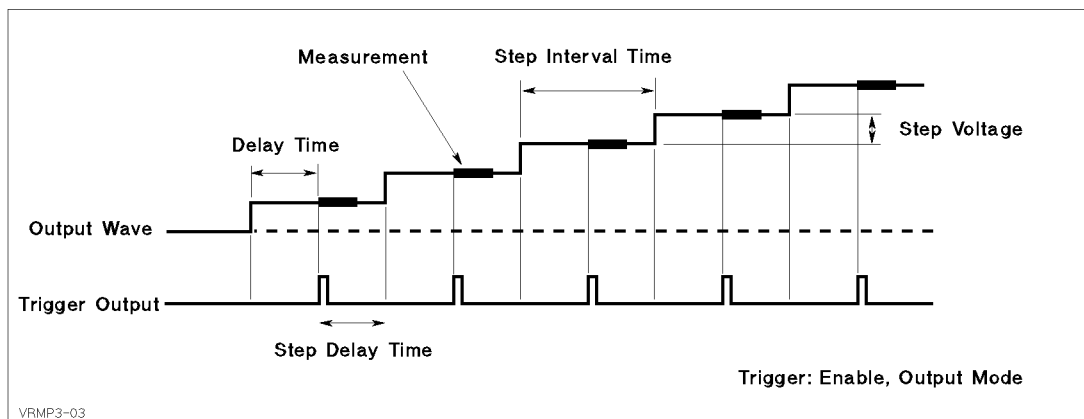 Measurement
Step Interval Time
Step Voltage
Delay Time
Output Wave
Trigger Output
Step Delay Time
Trigger: Enable, Output Mode
VRMP3-03